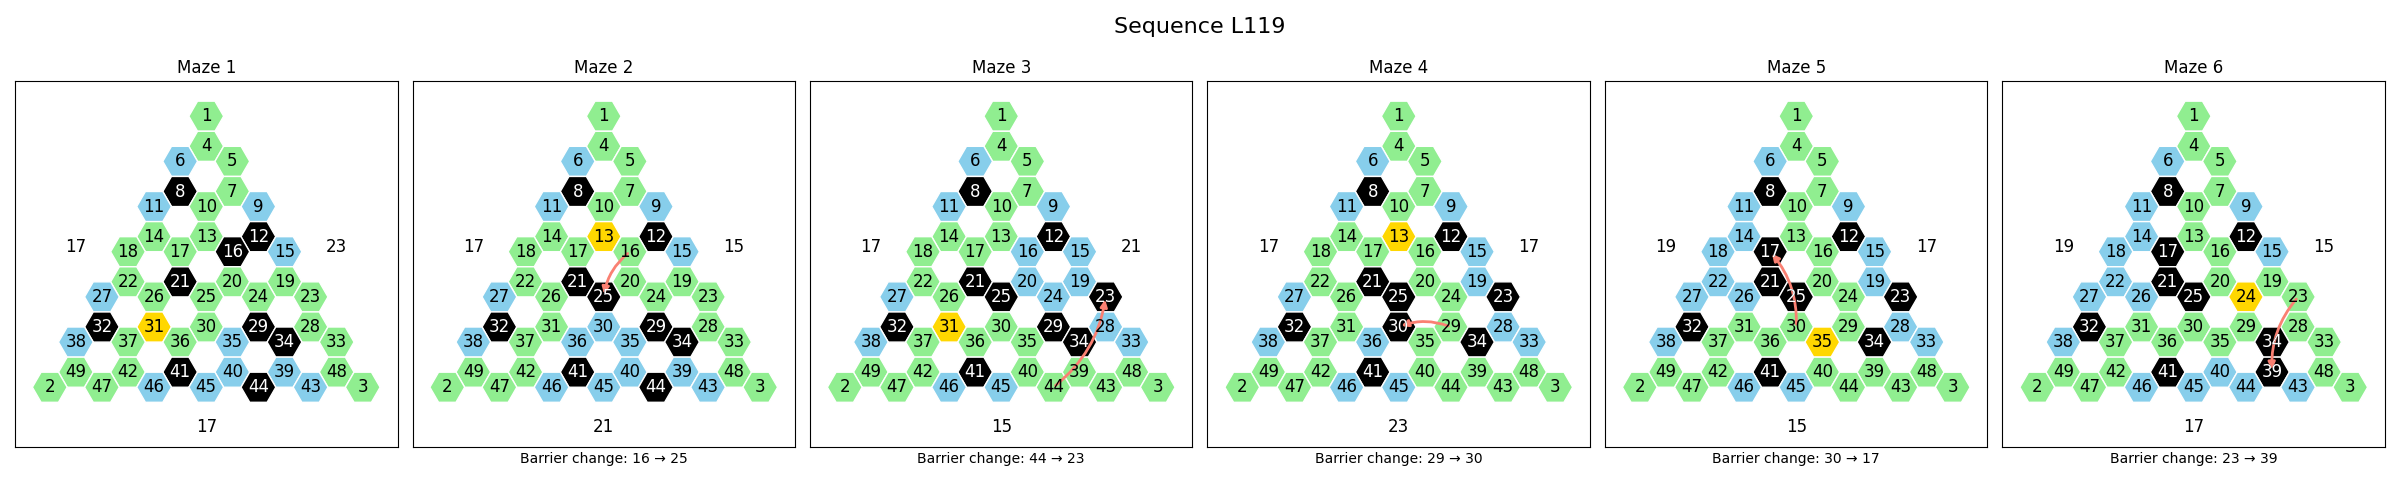 Sequence L119
Maze 1
1
4
6 5
8 7
11 10 9
14 13 12
17 23
18 17 16 15
22 21 20 19
27 26 25 24 23
32 31 30 29 28
38 37 36 35 34 33
49 42 41 40 39 48
2 47 46 45 44 43 3
17
Maze 2
1
4
6 5
8 7
11 10 9
14 13 12
17 15
18 17 16 15
22 21 20 19
27 26 25 24 23
32 31 30 29 28
38 37 36 35 34 33
49 42 41 40 39 48
2 47 46 45 44 43 3
21
Barrier change: 16 → 25
Maze 3
1
4
6 5
8 7
11 10 9
14 13 12
17 21
18 17 16 15
22 21 20 19
27 26 25 24 23
32 31 30 29 28
38 37 36 35 34 33
49 42 41 40 39 48
2 47 46 45 44 43 3
15
Barrier change: 44 → 23
Maze 4
1
4
6 5
8 7
11 10 9
14 13 12
17 17
18 17 16 15
22 21 20 19
27 26 25 24 23
32 31 30 29 28
38 37 36 35 34 33
49 42 41 40 39 48
2 47 46 45 44 43 3
23
Barrier change: 29 → 30
Maze 5
1
4
6 5
8 7
11 10 9
14 13 12
19 17
18 17 16 15
22 21 20 19
27 26 25 24 23
32 31 30 29 28
38 37 36 35 34 33
49 42 41 40 39 48
2 47 46 45 44 43 3
15
Barrier change: 30 → 17
Maze 6
1
4
6 5
8 7
11 10 9
14 13 12
19 15
18 17 16 15
22 21 20 19
27 26 25 24 23
32 31 30 29 28
38 37 36 35 34 33
49 42 41 40 39 48
2 47 46 45 44 43 3
17
Barrier change: 23 → 39